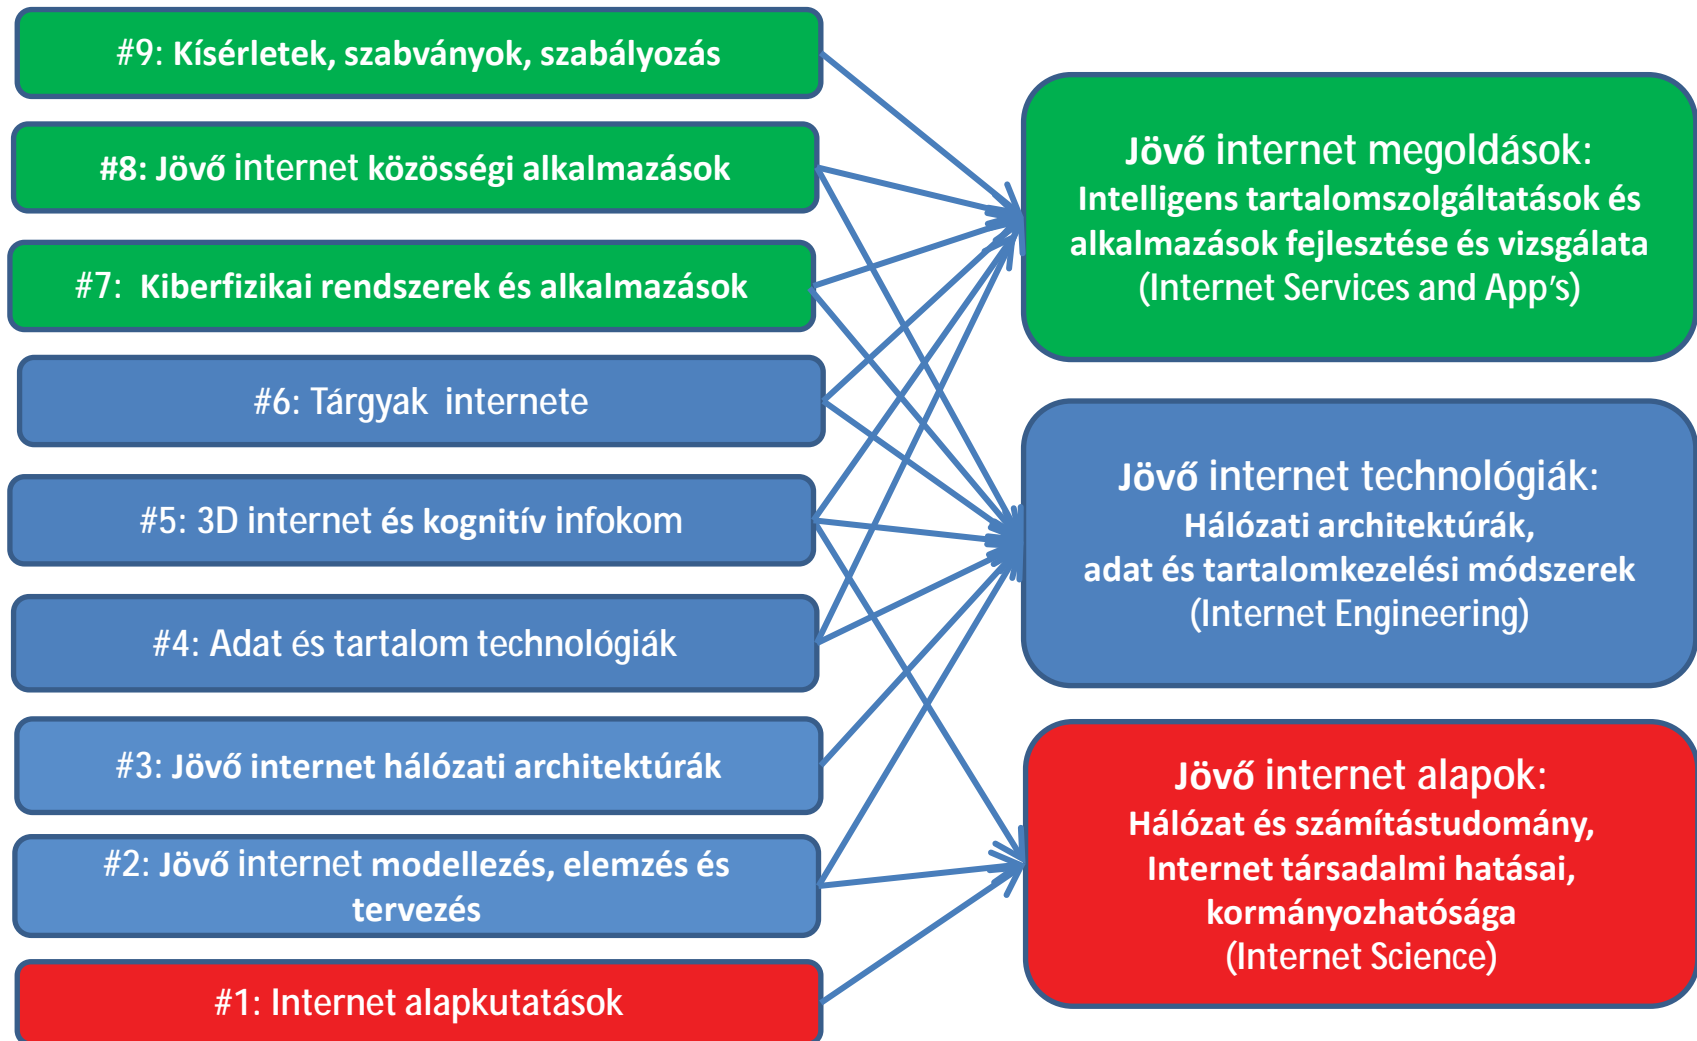 #9: Kísérletek, szabványok, szabályozás
#8: Jövő internet közösségi alkalmazások
#7: Kiberfizikai rendszerek és alkalmazások
#6: Tárgyak internete
#5: 3D internet és kognitív infokom
#4: Adat és tartalom technológiák
#3: Jövő internet hálózati architektúrák
#2: Jövő internet modellezés, elemzés és
tervezés
#1: Internet alapkutatások
Jövő internet megoldások:
Intelligens tartalomszolgáltatások és
alkalmazások fejlesztése és vizsgálata
(Internet Services and App's)
Jövő internet technológiák:
Hálózati architektúrák,
adat és tartalomkezelési módszerek
(Internet Engineering)
Jövő internet alapok:
Hálózat és számítástudomány,
Internet társadalmi hatásai,
kormányozhatósága
(Internet Science)